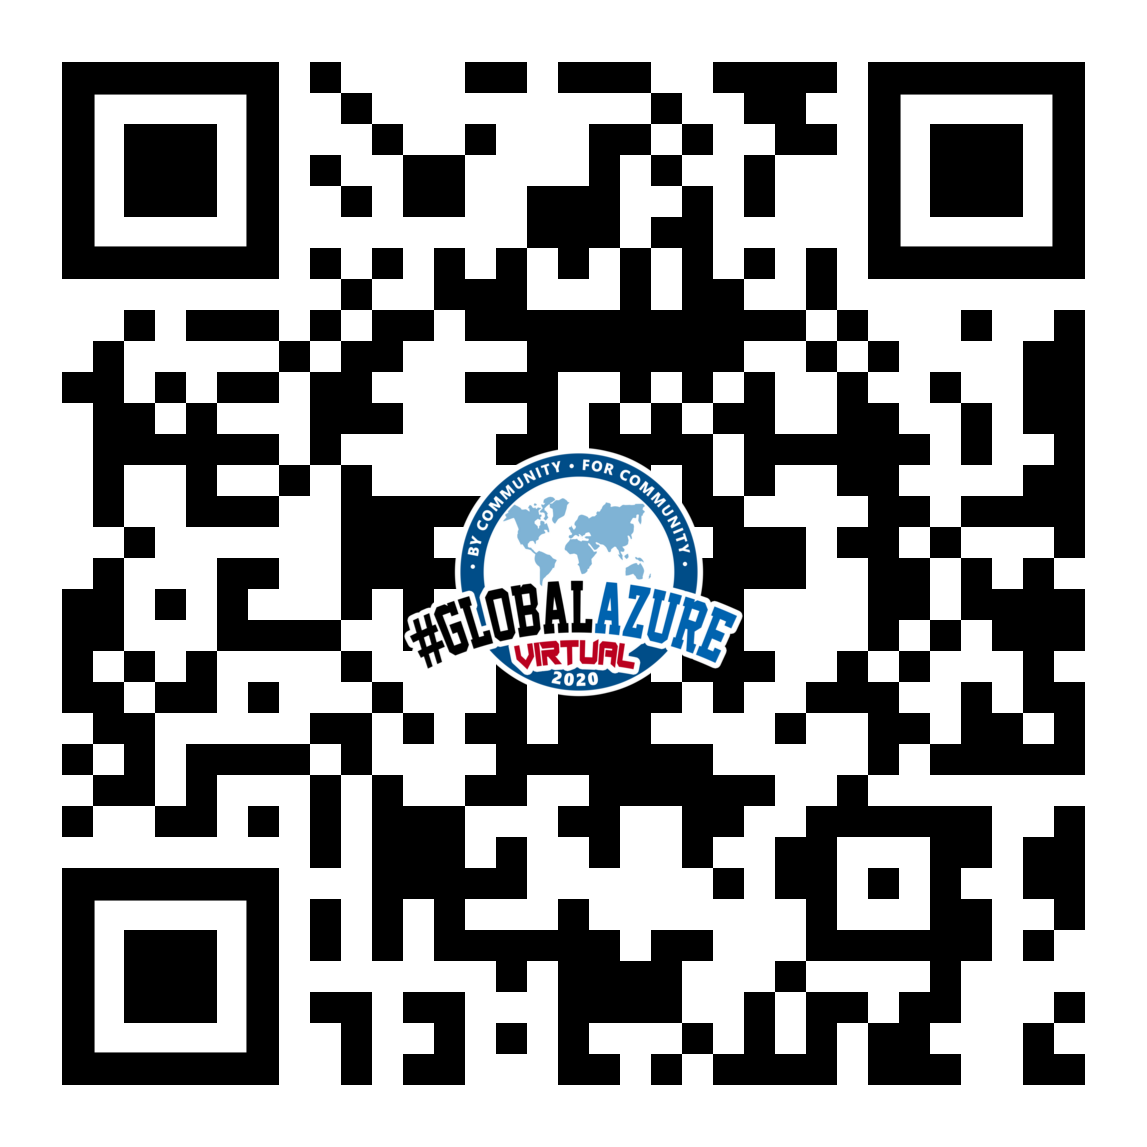 • BY COMMUNITY • FOR COMMUNITY •
#GLOBALAZURE
VIRTUAL
2020